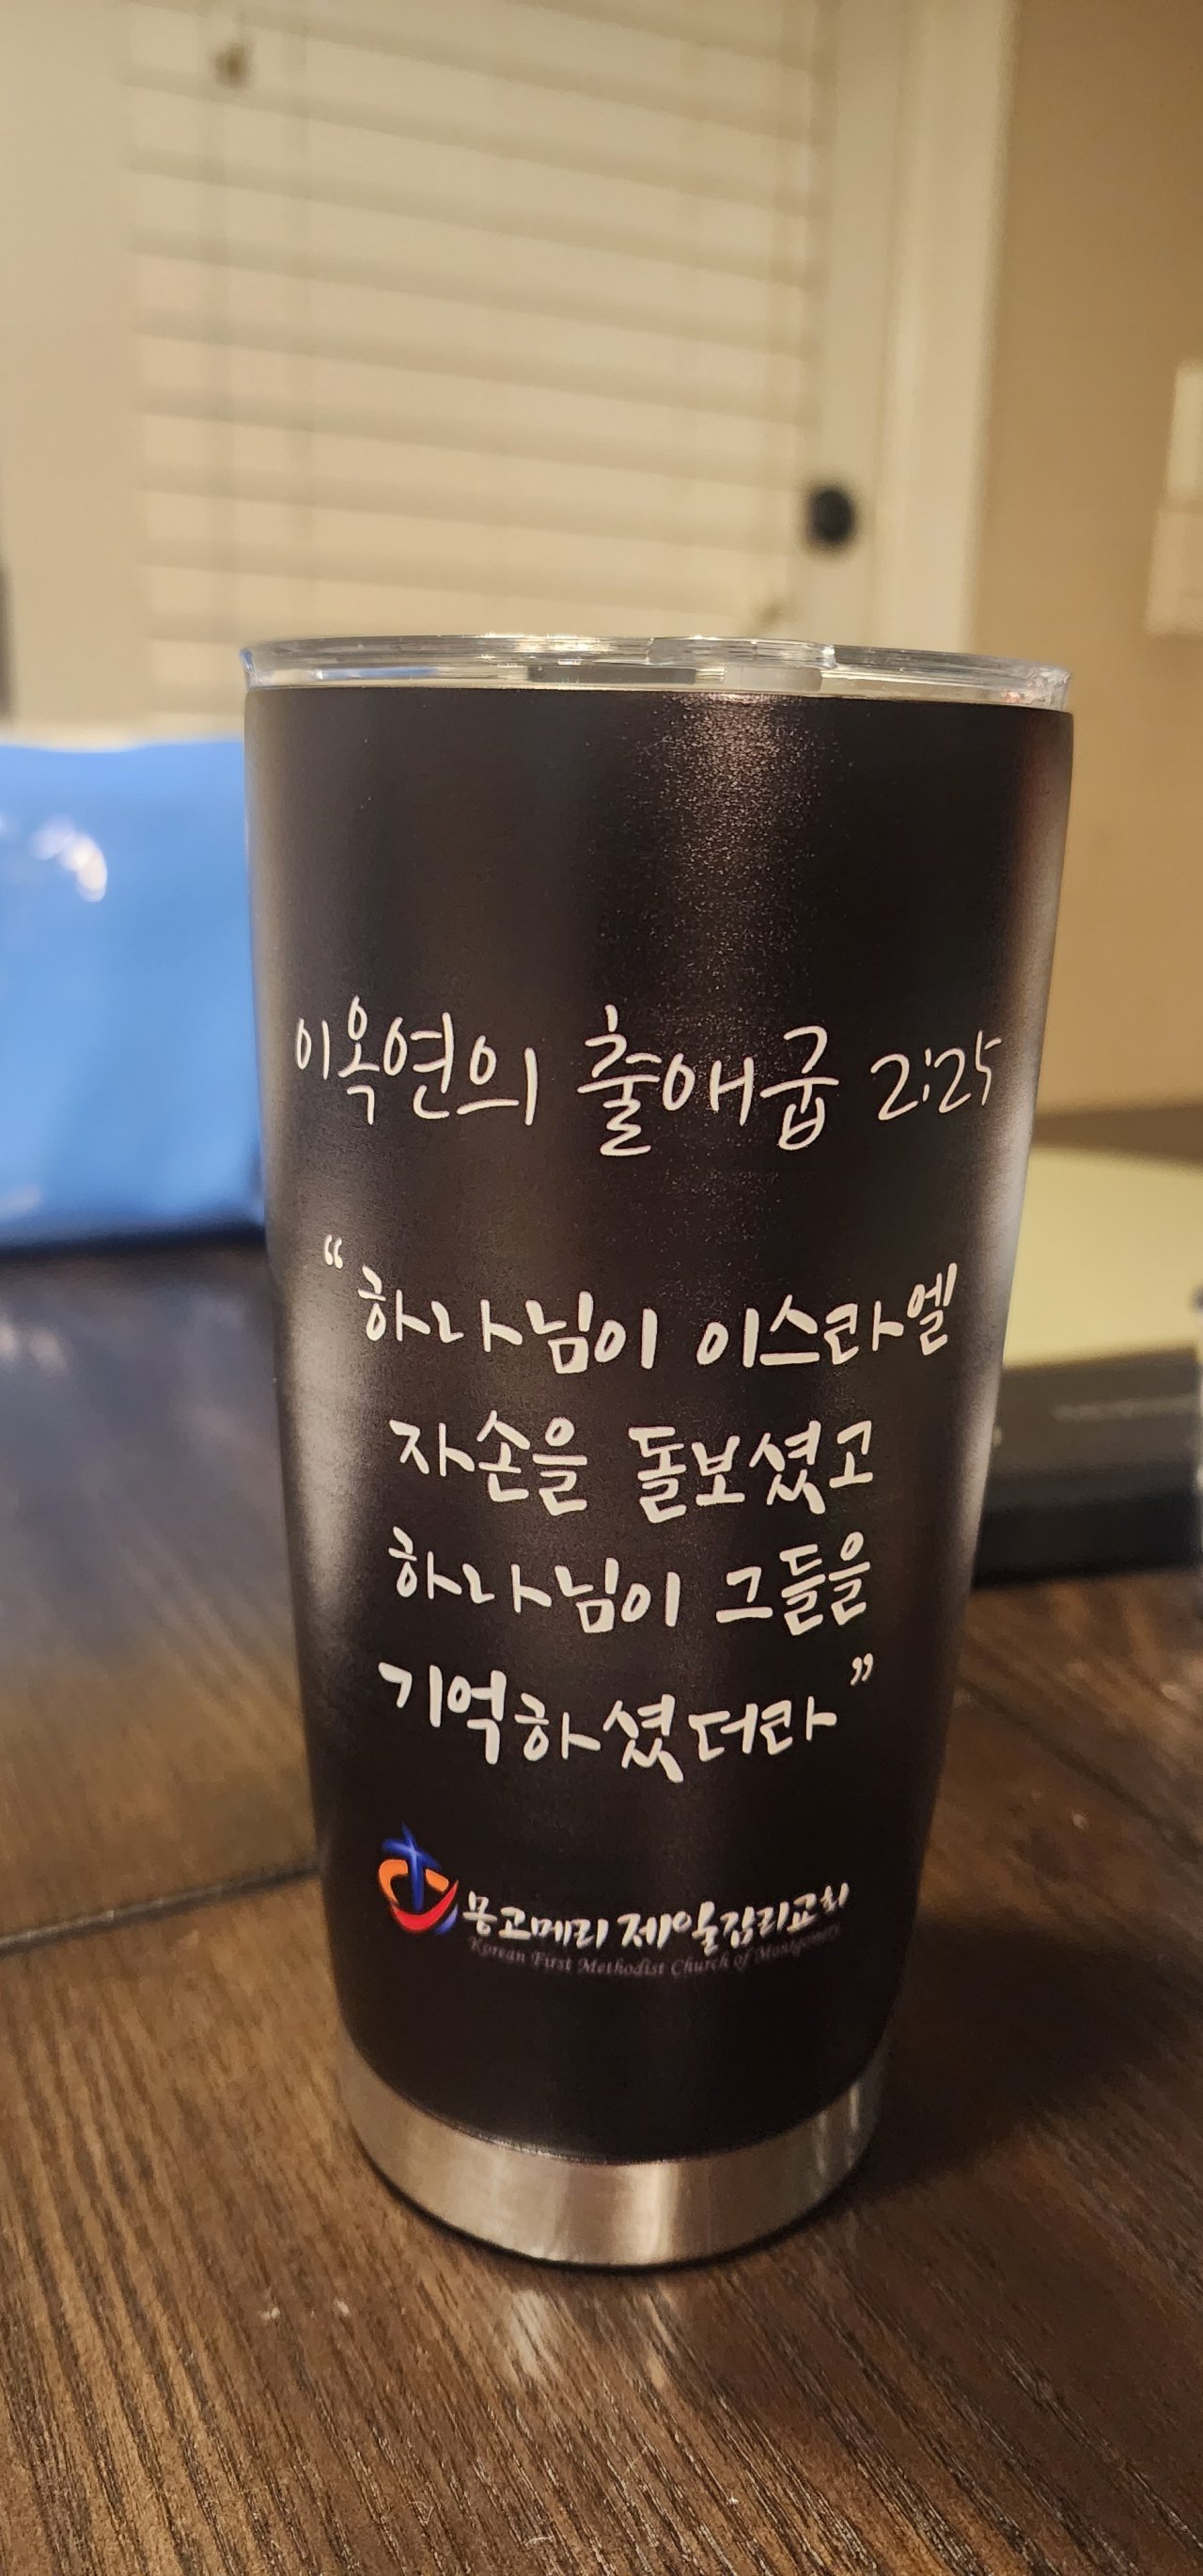 이옥연의 출애굽 2:25
“하나님이 이스라엘
자손을 돌보셨고
하나님이 그들을
기억하셨더라”
몽고메리 제일감리교회
Korean First Methodist Church of Montgomery